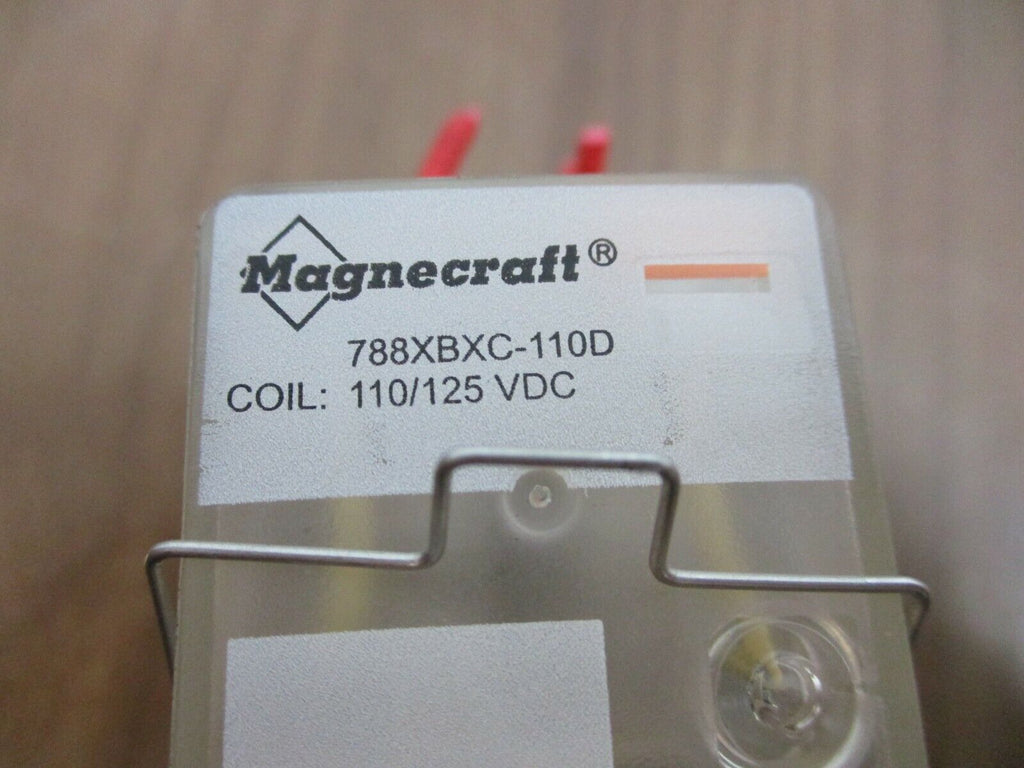 Magnecraft®
788XBXC-110D
COIL: 110/125 VDC